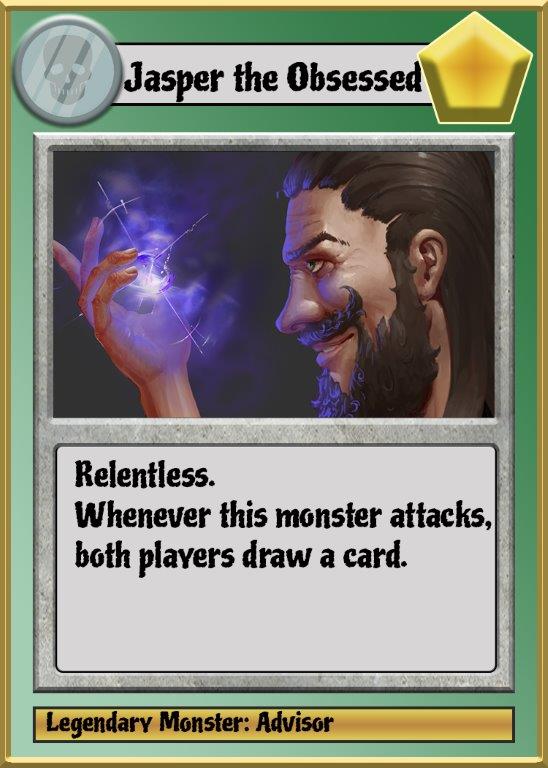 Jasper the Obsessed
Relentless.
Whenever this monster attacks,
both players draw a card.
Legendary Monster: Advisor